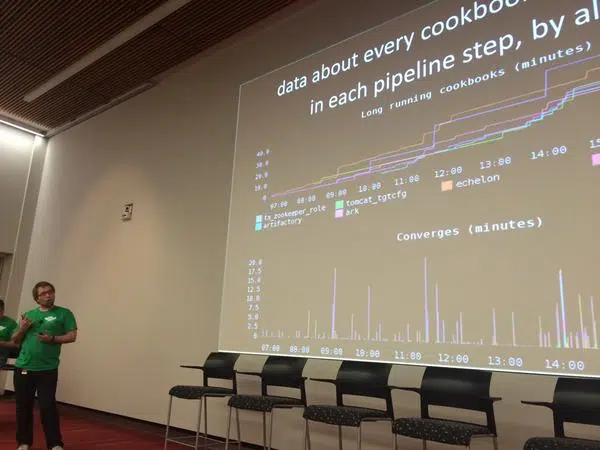 data about every cookbook
in each pipeline step, by al
Long running cookbooks (minutes)
40.0
30.0
20.0
10.0
0
07:00 08:00 09:00 10:00 11:00 12:00 13:00 14:00 15
ts_zookeeper_role tomcat_tgtcfg echelon
artifactory ark
Converges (minutes)
20.0
17.5
15.0
12.5
10.0
7.5
5.0
2.5
0
07:00 08:00 09:00 10:00 11:00 12:00 13:00 14:00